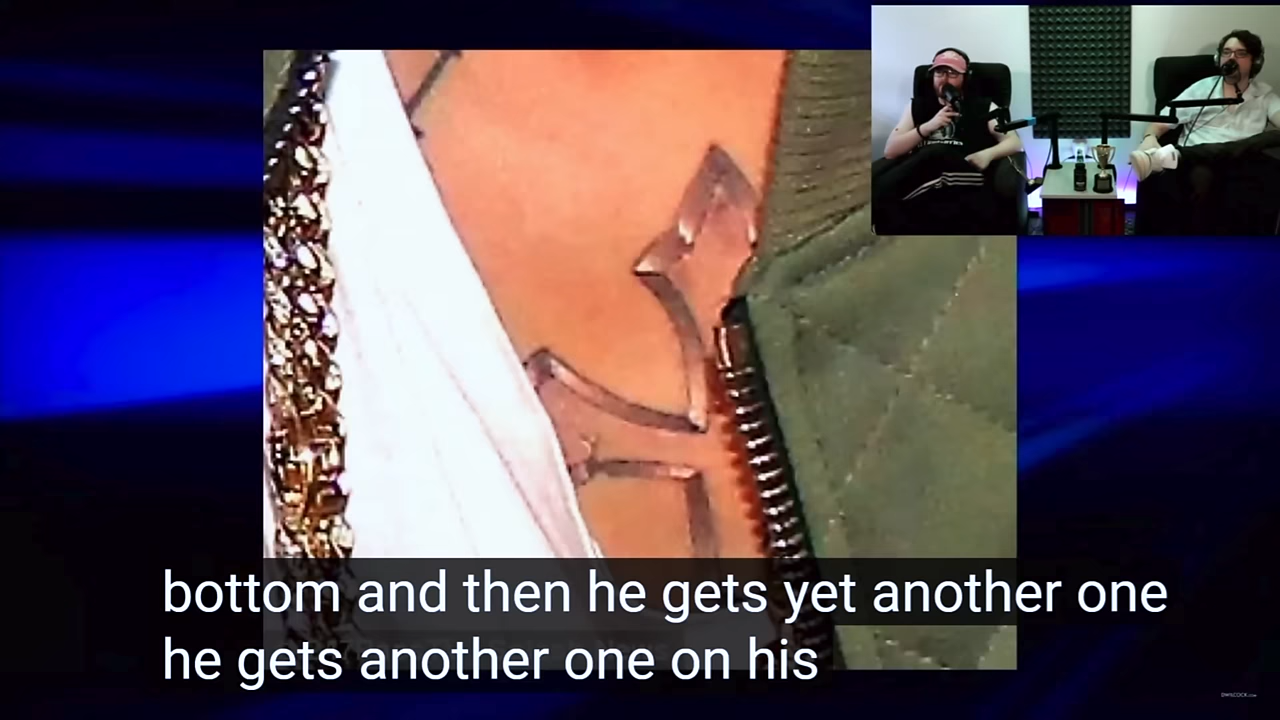 bottom and then he gets yet another one
he gets another one on his